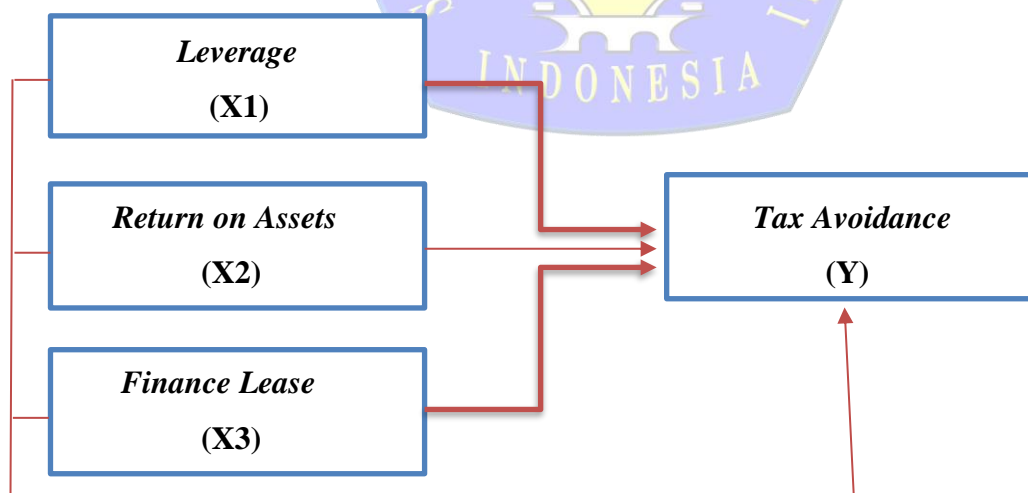 INDONESIA
Leverage
(X1)
Return on Assets
(X2)
Tax Avoidance
(Y)
Finance Lease
(X3)